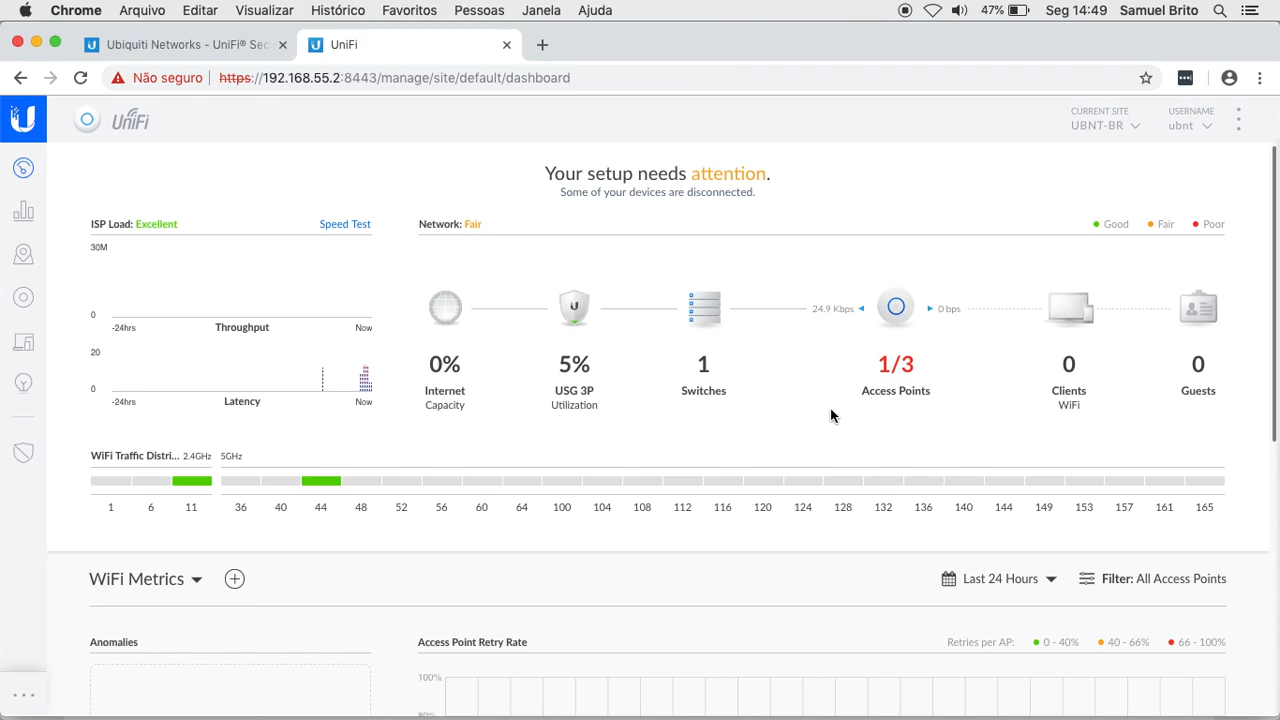 Chrome Arquivo Editar Visualizar Histórico Favoritos Pessoas Janela Ajuda 47% Seg 14:49 Samuel Brito
Ubiquiti Networks - UniFi® Sec UniFi
Não seguro https://192.168.55.2:8443/manage/site/default/dashboard
UniFi
CURRENT SITE USERNAME
UBNT-BR ubnt
Your setup needs attention.
Some of your devices are disconnected.
ISP Load: Excellent Speed Test Network: Fair Good Fair Poor
30M
24.9 Kbps 0 bps
0
-24hrs Throughput Now
20
0
-24hrs Latency Now
0% 5% 1 1/3 0 0
Internet USG 3P Switches Access Points Clients Guests
Capacity Utilization WiFi
WiFi Traffic Distri... 2.4GHz 5GHz
1 6 11 36 40 44 48 52 56 60 64 100 104 108 112 116 120 124 128 132 136 140 144 149 153 157 161 165
WiFi Metrics Last 24 Hours Filter: All Access Points
Anomalies Access Point Retry Rate Retries per AP: 0 - 40% 40 - 66% 66 - 100%
100%
80%